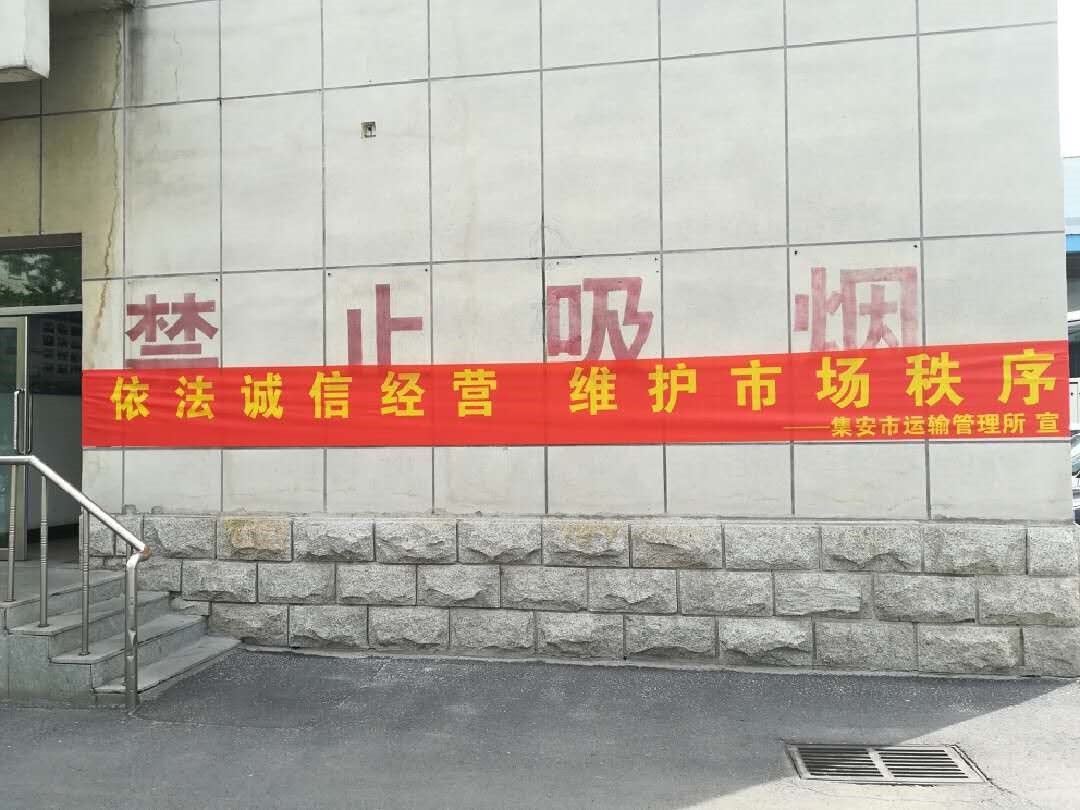 禁止吸烟
依法诚信经营 维护市场秩序
——集安市运输管理所 宣